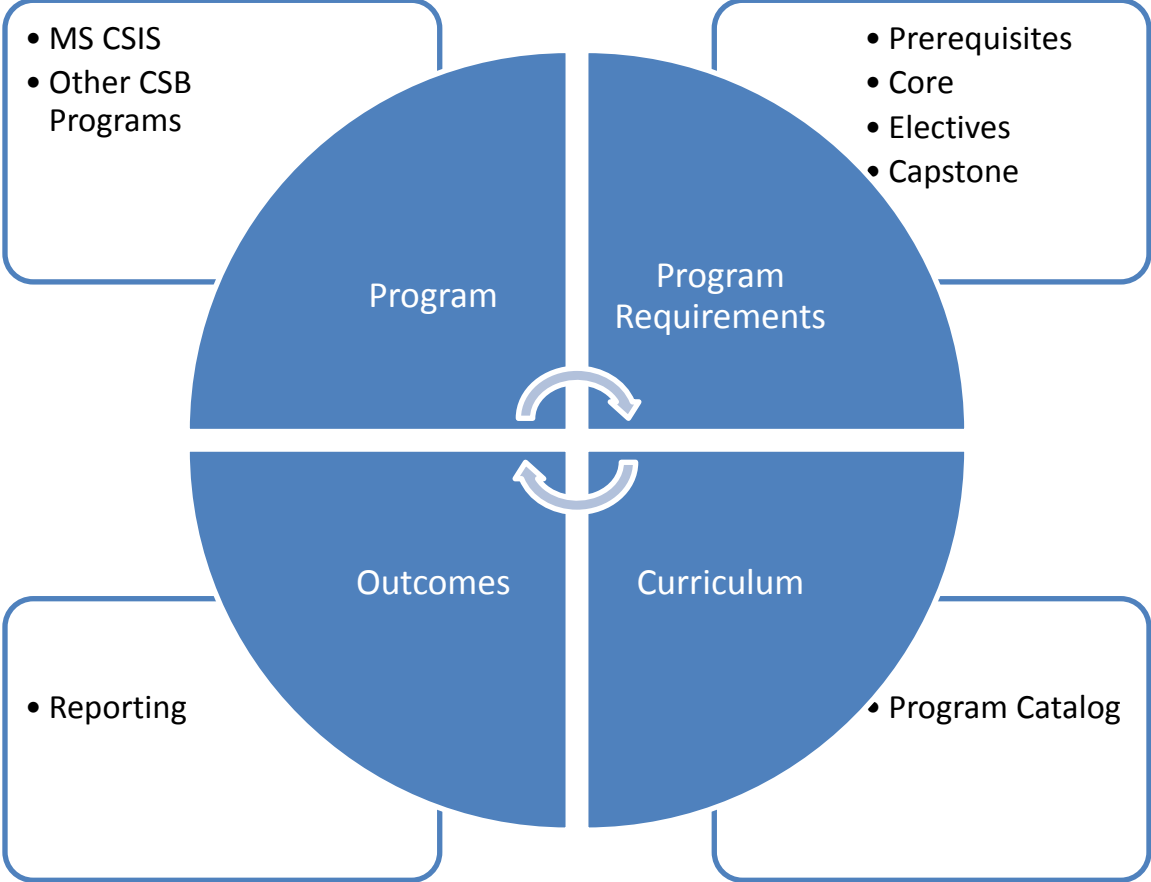 • MS CSIS
• Other CSB
Programs
• Prerequisites
• Core
• Electives
• Capstone
Program
Program
Requirements
Outcomes
Curriculum
• Reporting
• Program Catalog